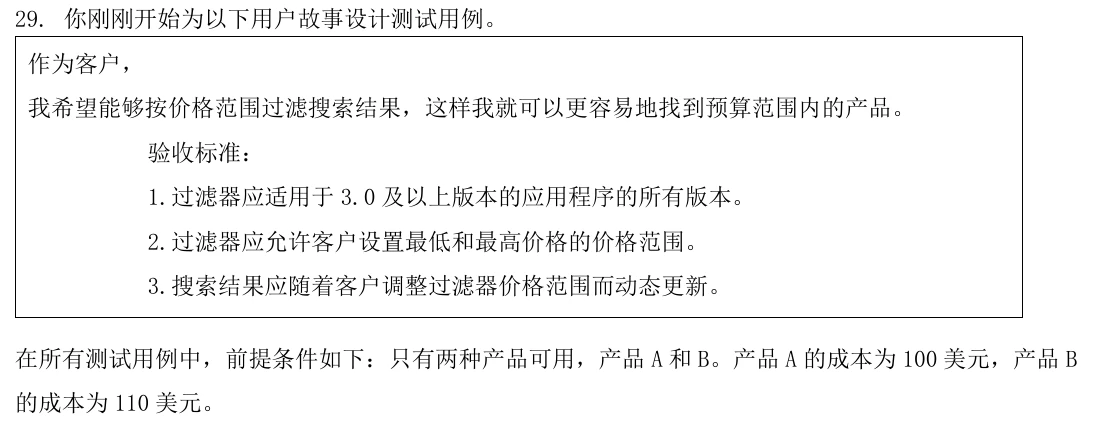 29. 你刚刚开始为以下用户故事设计测试用例。
作为客户，
我希望能够按价格范围过滤搜索结果，这样我就可以更容易地找到预算范围内的产品。
验收标准：
1.过滤器应适用于 3.0 及以上版本的应用程序的所有版本。
2.过滤器应允许客户设置最低和最高价格的价格范围。
3.搜索结果应随着客户调整过滤器价格范围而动态更新。
在所有测试用例中，前提条件如下：只有两种产品可用，产品 A 和 B。产品 A 的成本为 100 美元，产品 B
的成本为 110 美元。